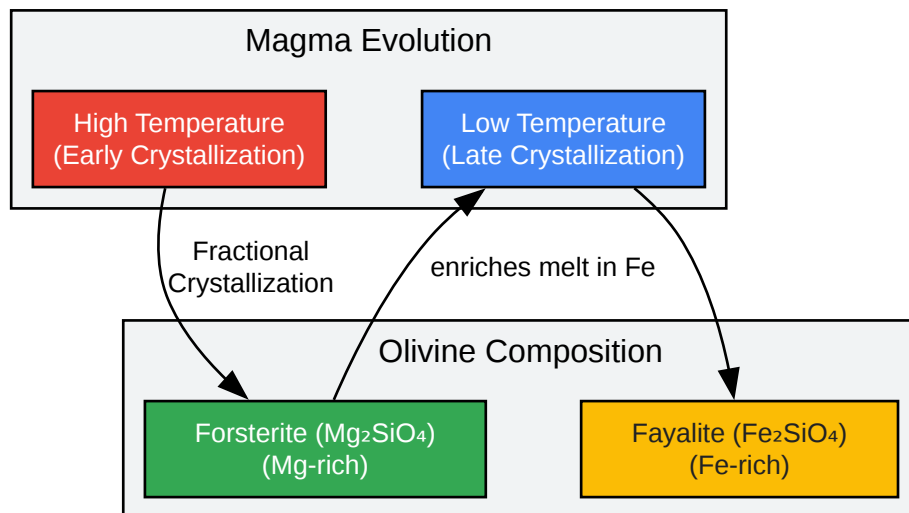 Magma Evolution
High Temperature
(Early Crystallization)
Low Temperature
(Late Crystallization)
Fractional
Crystallization
enriches melt in Fe
Olivine Composition
Forsterite (Mg₂SiO₄)
(Mg-rich)
Fayalite (Fe₂SiO₄)
(Fe-rich)